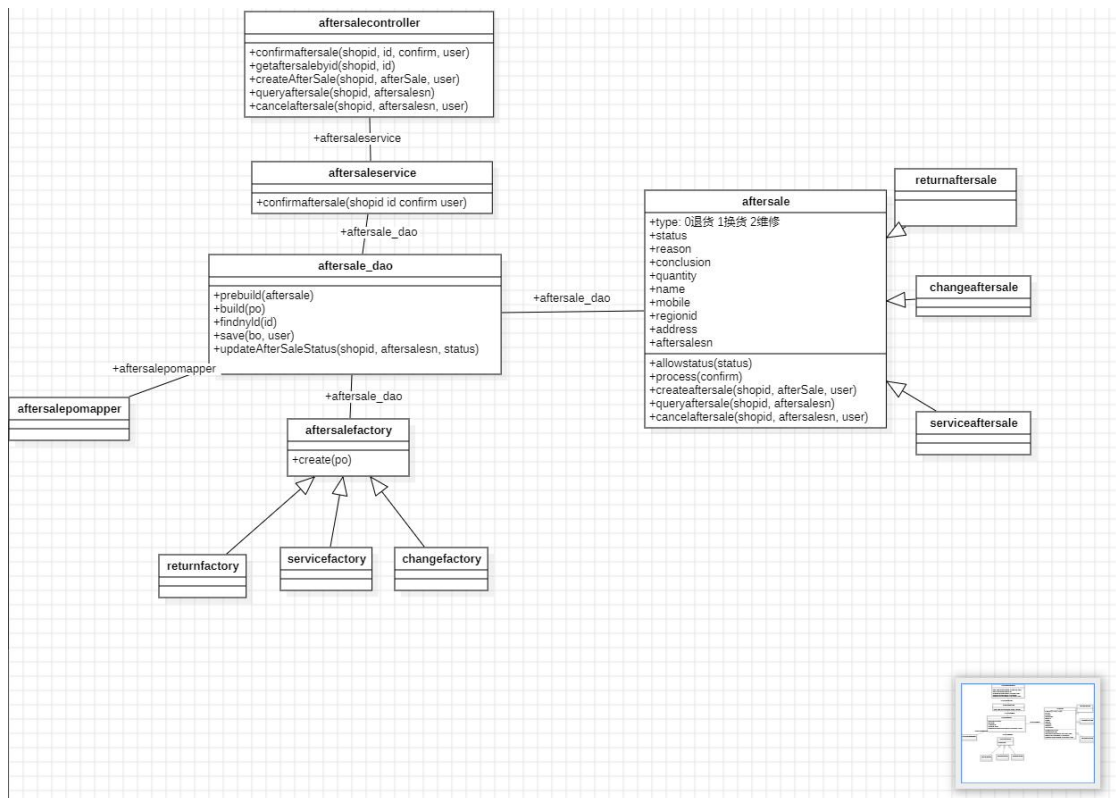 aftersalecontroller
+confirmaftersale(shopid, id, confirm, user)
+getaftersalebyid(shopid, id)
+createAfterSale(shopid, afterSale, user)
+queryaftersale(shopid, aftersalesn)
+cancelaftersale(shopid, aftersalesn, user)
+aftersaleservice
aftersaleservice
+confirmaftersale(shopid id confirm user)
+aftersale_dao
aftersale_dao
+prebuild(aftersale)
+build(po)
+findnyId(id)
+save(bo, user)
+updateAfterSaleStatus(shopid, aftersalesn, status)
+aftersalepomapper
aftersalepomapper
+aftersale_dao
aftersalefactory
+create(po)
returnfactory
servicefactory
changefactory
+aftersale_dao
aftersale
+type: 0退货 1换货 2维修
+status
+reason
+conclusion
+quantity
+name
+mobile
+regionid
+address
+aftersalesn
+allowstatus(status)
+process(confirm)
+createaftersale(shopid, afterSale, user)
+queryaftersale(shopid, aftersalesn)
+cancelaftersale(shopid, aftersalesn, user)
returnaftersale
changeaftersale
serviceaftersale